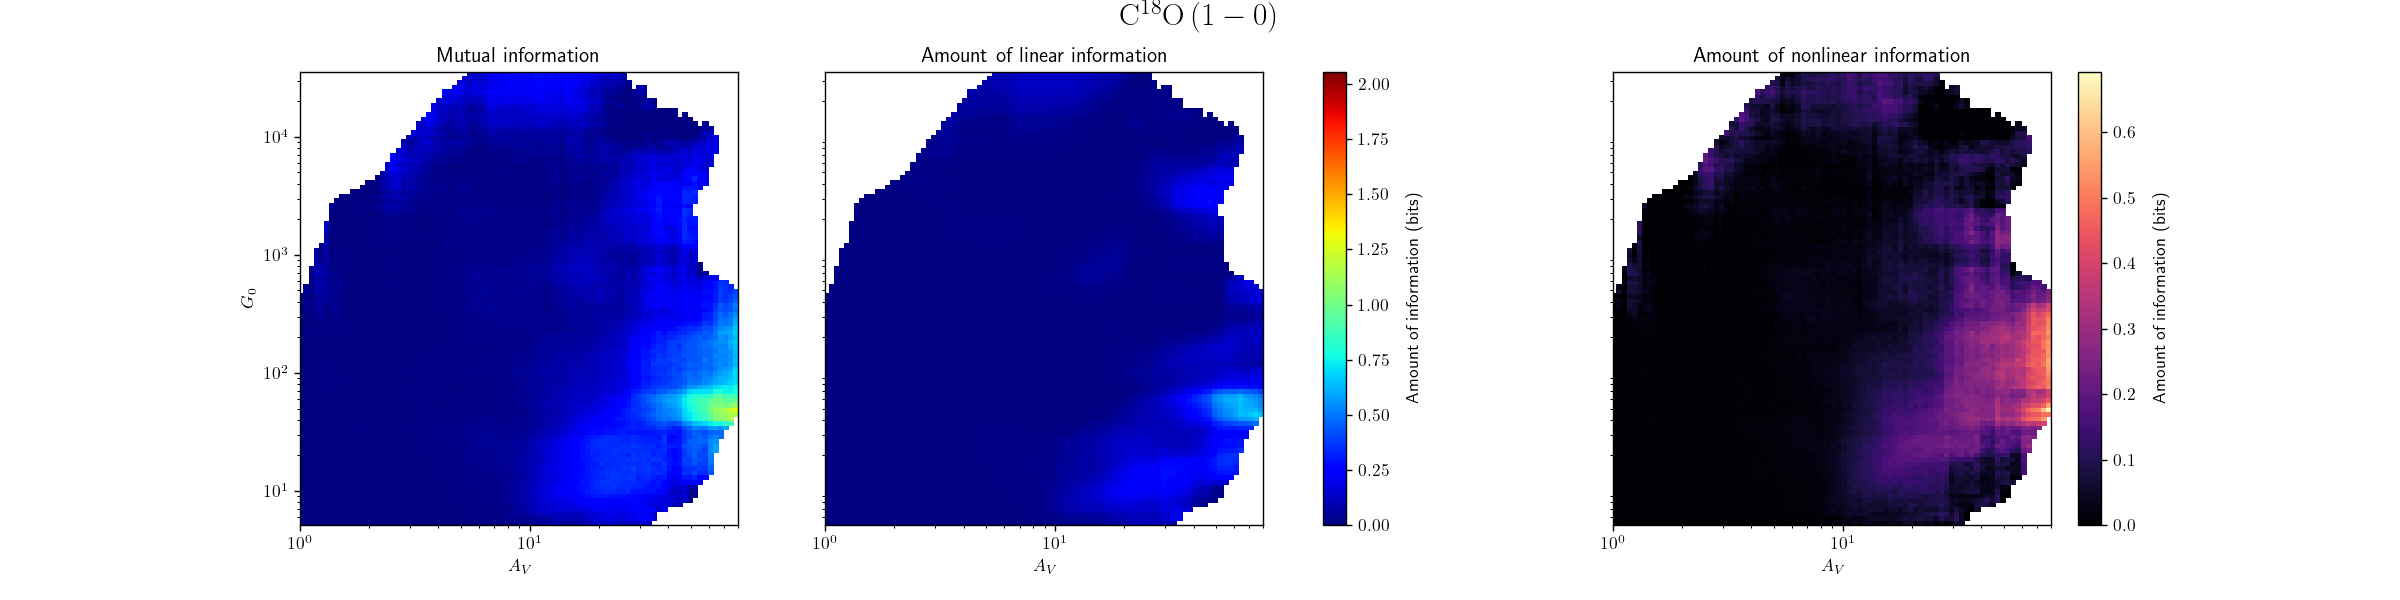 C¹⁸O (1 − 0)
Mutual information
Amount of linear information
Amount of nonlinear information
10⁴
10³
10²
10¹
G₀
10⁰
10¹
A_V
10⁰
10¹
A_V
2.00
1.75
1.50
1.25
1.00
0.75
0.50
0.25
0.00
Amount of information (bits)
10⁰
10¹
A_V
0.6
0.5
0.4
0.3
0.2
0.1
0.0
Amount of information (bits)